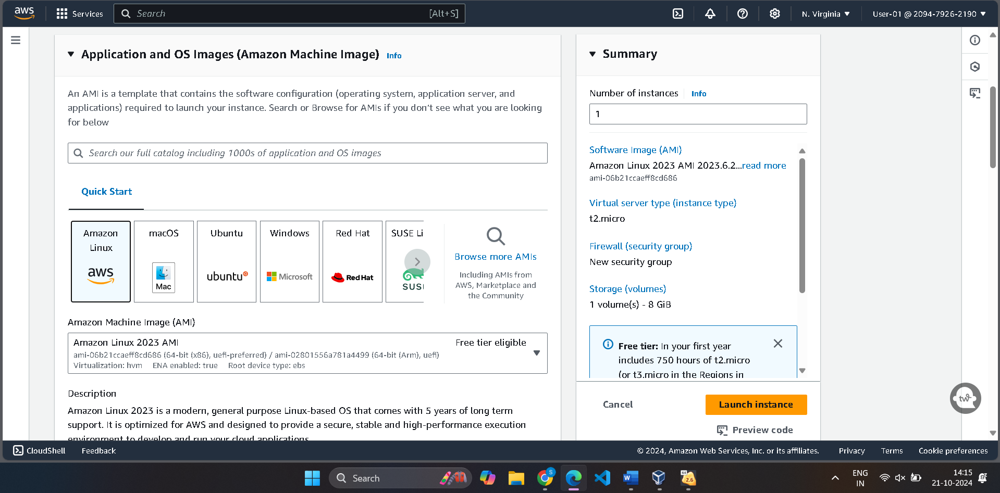 aws
Services
Search
[Alt+S]
N. Virginia
User-01 @ 2094-7926-2190
Application and OS Images (Amazon Machine Image) Info
An AMI is a template that contains the software configuration (operating system, application server, and
applications) required to launch your instance. Search or Browse for AMIs if you don't see what you are looking
for below
Search our full catalog including 1000s of application and OS images
Quick Start
Amazon
Linux
aws
macOS
Mac
Ubuntu
ubuntu
Windows
Microsoft
Red Hat
Red Hat
SUSE Li
SUS
Browse more AMIs
Including AMIs from
AWS, Marketplace and
the Community
Amazon Machine Image (AMI)
Amazon Linux 2023 AMI
Free tier eligible
ami-06b21ccaeff8cd686 (64-bit (x86), uefi-preferred) / ami-02801556a781a4499 (64-bit (Arm), uefi)
Virtualization: hvm ENA enabled: true Root device type: ebs
Description
Amazon Linux 2023 is a modern, general purpose Linux-based OS that comes with 5 years of long term
support. It is optimized for AWS and designed to provide a secure, stable and high-performance execution
environment to develop and run your cloud applications.
Summary
Number of instances Info
1
Software Image (AMI)
Amazon Linux 2023 AMI 2023.6.2...read more
ami-06b21ccaeff8cd686
Virtual server type (instance type)
t2.micro
Firewall (security group)
New security group
Storage (volumes)
1 volume(s) - 8 GiB
Free tier: In your first year
includes 750 hours of t2.micro
(or t3.micro in the Regions in
Cancel
Launch instance
Preview code
CloudShell
Feedback
© 2024, Amazon Web Services, Inc. or its affiliates.
Privacy
Terms
Cookie preferences
Search
S
W
64
2.6
ENG
IN
14:15
21-10-2024